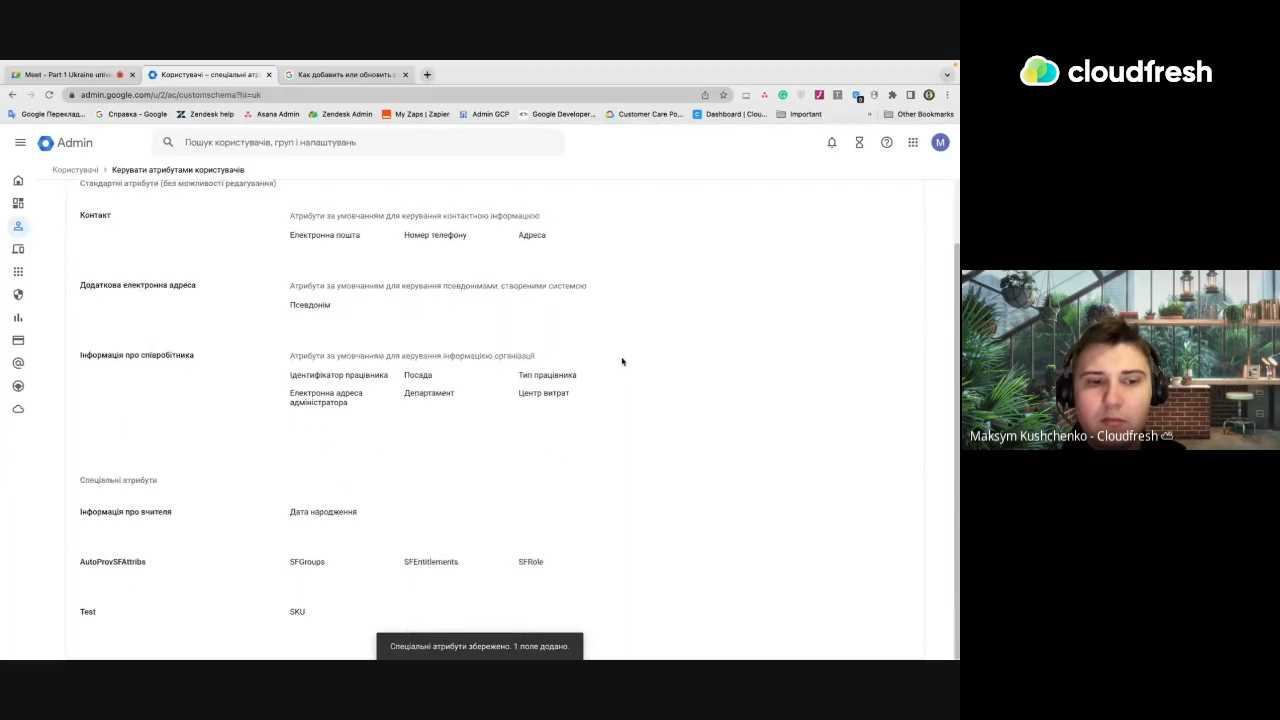 cloudfresh
Meet – Part 1 Ukraine univ
Користувачі – спеціальні атр
Как добавить или обновить
admin.google.com/u/2/ac/customschema?hl=uk
Google Переклад...
Справка - Google
Asana Admin
Zendesk help
Zendesk Admin
My Zaps | Zapier
Admin GCP
Google Developer...
Customer Care Po...
Dashboard | Clou...
Important
Other Bookmarks
Admin
Пошук користувачів, груп і налаштувань
M
Користувачі > Керувати атрибутами користувачів
Стандартні атрибути (без можливості редагування)
Контакт
Атрибути за умовчанням для керування контактною інформацією
Електронна пошта Номер телефону Адреса
Додаткова електронна адреса
Атрибути за умовчанням для керування псевдонімами, створеними системою
Псевдонім
Інформація про співробітника
Атрибути за умовчанням для керування інформацією організації
Ідентифікатор працівника Посада Тип працівника
Електронна адреса Департамент Центр витрат
адміністратора
Спеціальні атрибути
Інформація про вчителя Дата народження
AutoProvSFAttribs SFGroups SFEntitlements SFRole
Test SKU
Спеціальні атрибути збережено. 1 поле додано.
Maksym Kushchenko - Cloudfresh